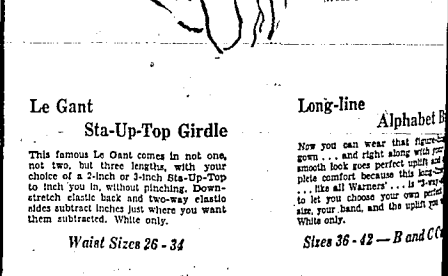 Le Gant
Sta-Up-Top Girdle
This famous Le Gant comes in not one,
not two, but three lengths, with your
choice of a 2-inch or 3-inch Sta-Up-Top
to inch you in, without pinching. Down-
stretch elastic back and two-way elastic
sides subtract inches just where you want
them subtracted. White only.
Waist Sizes 26 - 34
Long-line
Alphabet
Now you can wear that figure-
gown . . . and right along with
smooth look goes perfect uplift and
plete comfort because this long-
. . . like all Warners' . . . is
to let you choose your own perfect
size, your band, and the uplift you
White only.
Sizes 36 - 42 — B and C